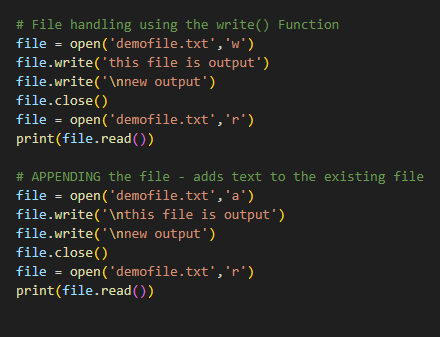 # File handling using the write() Function
file = open('demofile.txt','w')
file.write('this file is output')
file.write('\nnew output')
file.close()
file = open('demofile.txt','r')
print(file.read())
# APPENDING the file - adds text to the existing file
file = open('demofile.txt','a')
file.write('\nthis file is output')
file.write('\nnew output')
file.close()
file = open('demofile.txt','r')
print(file.read())